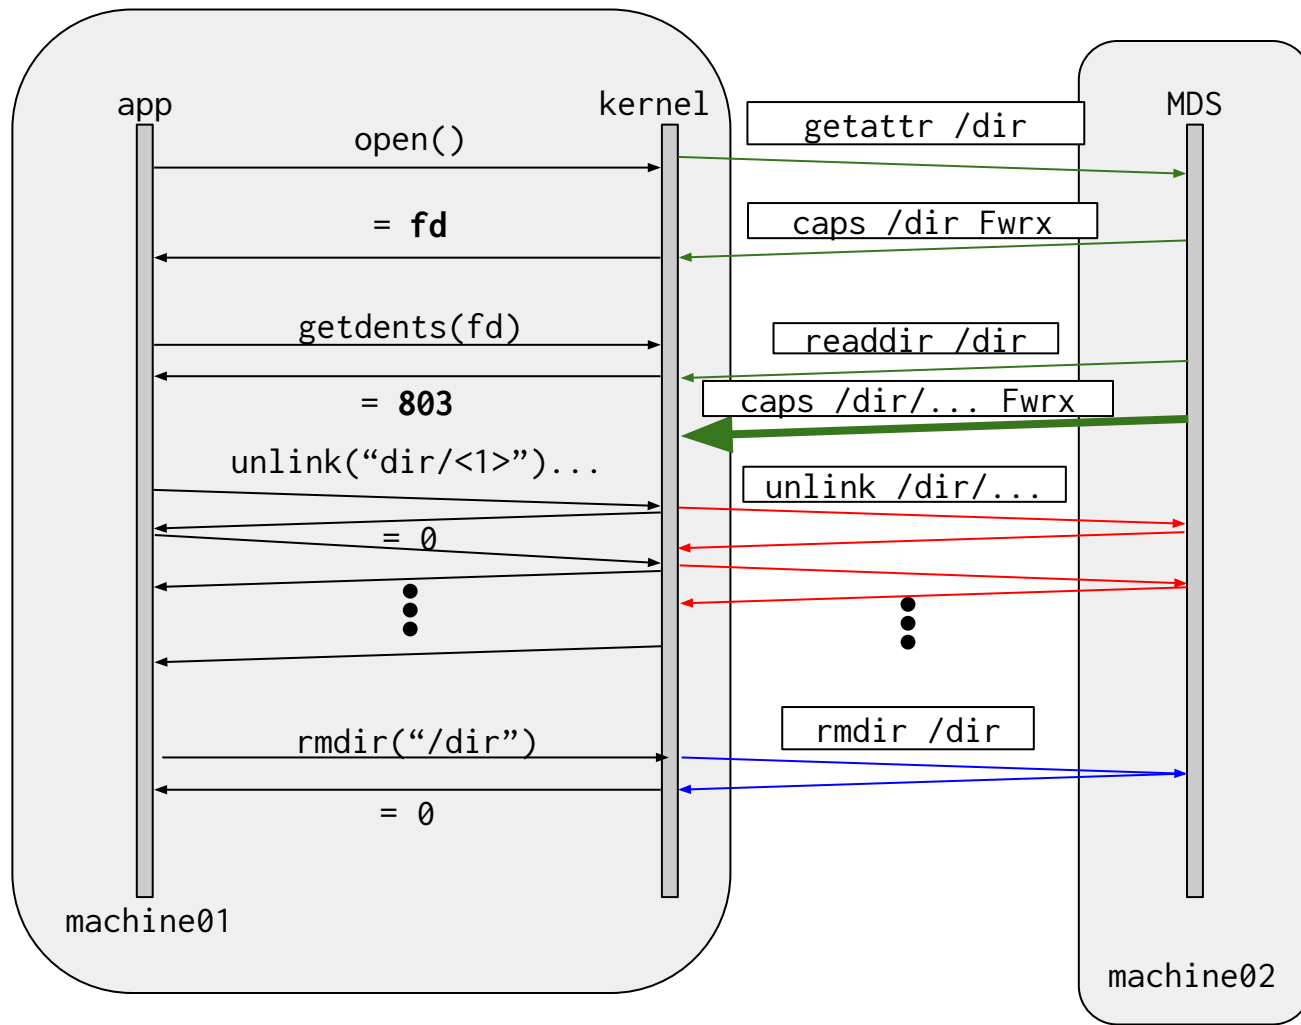 app
kernel
MDS
getattr /dir
open()
= fd
caps /dir Fwrx
getdents(fd)
readdir /dir
= 803
caps /dir/... Fwrx
unlink(“dir/<1>”)...
unlink /dir/...
= 0
rmdir(“/dir”)
rmdir /dir
= 0
machine01
machine02